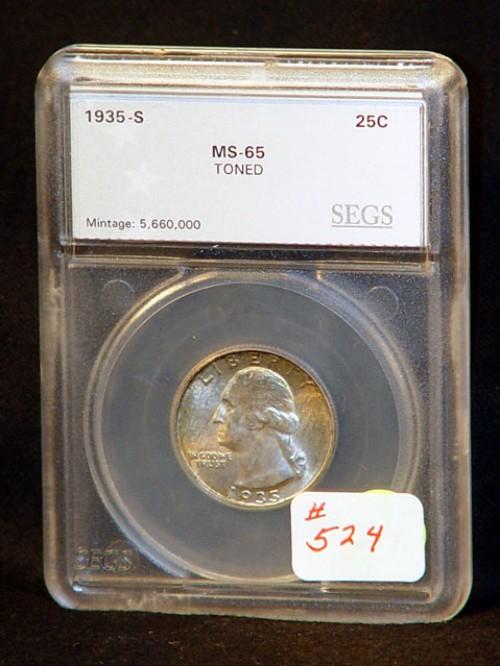 1935-S 25C
MS-65
TONED
Mintage: 5,660,000 SEGS
LIBERTY
IN GOD WE
TRUST
1935
#
524
SEGS